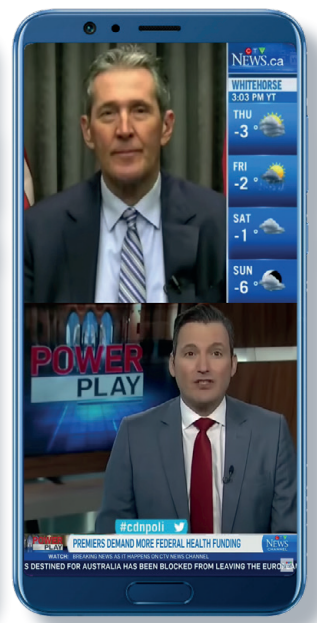 CTV
NEWS.ca
WHITEHORSE
3:03 PM YT
THU
-3°
FRI
-2°
SAT
-1°
SUN
-6°
POWER
PLAY
#cdnpoli
POWER
PLAY
PREMIERS DEMAND MORE FEDERAL HEALTH FUNDING
CTV
NEWS
CHANNEL
WATCH: BREAKING NEWS AS IT HAPPENS ON CTV NEWS CHANNEL
S DESTINED FOR AUSTRALIA HAS BEEN BLOCKED FROM LEAVING THE EUROPEA